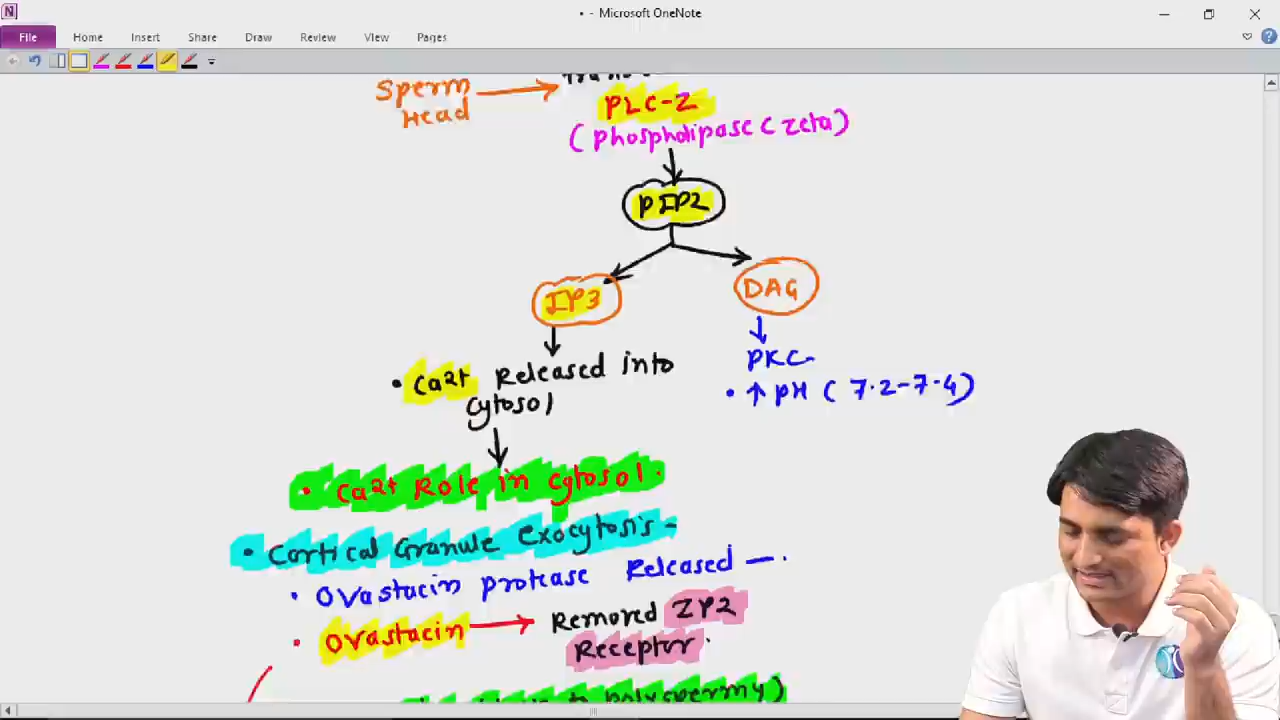 - Microsoft OneNote
File Home Insert Share Draw Review View Pages
Sperm
Head
PLC-Z
(Phospholipase C Zeta)
PIP2
IP3
DAG
PKC
• ↑ pH (7.2-7.4)
• Ca2+ Released into
Cytosol
• Ca2+ Role in Cytosol.
• Cortical Granule Exocytosis-
• Ovastacin protease Released —.
• Ovastacin → Removed ZP2
Receptor.
to polyspermy)